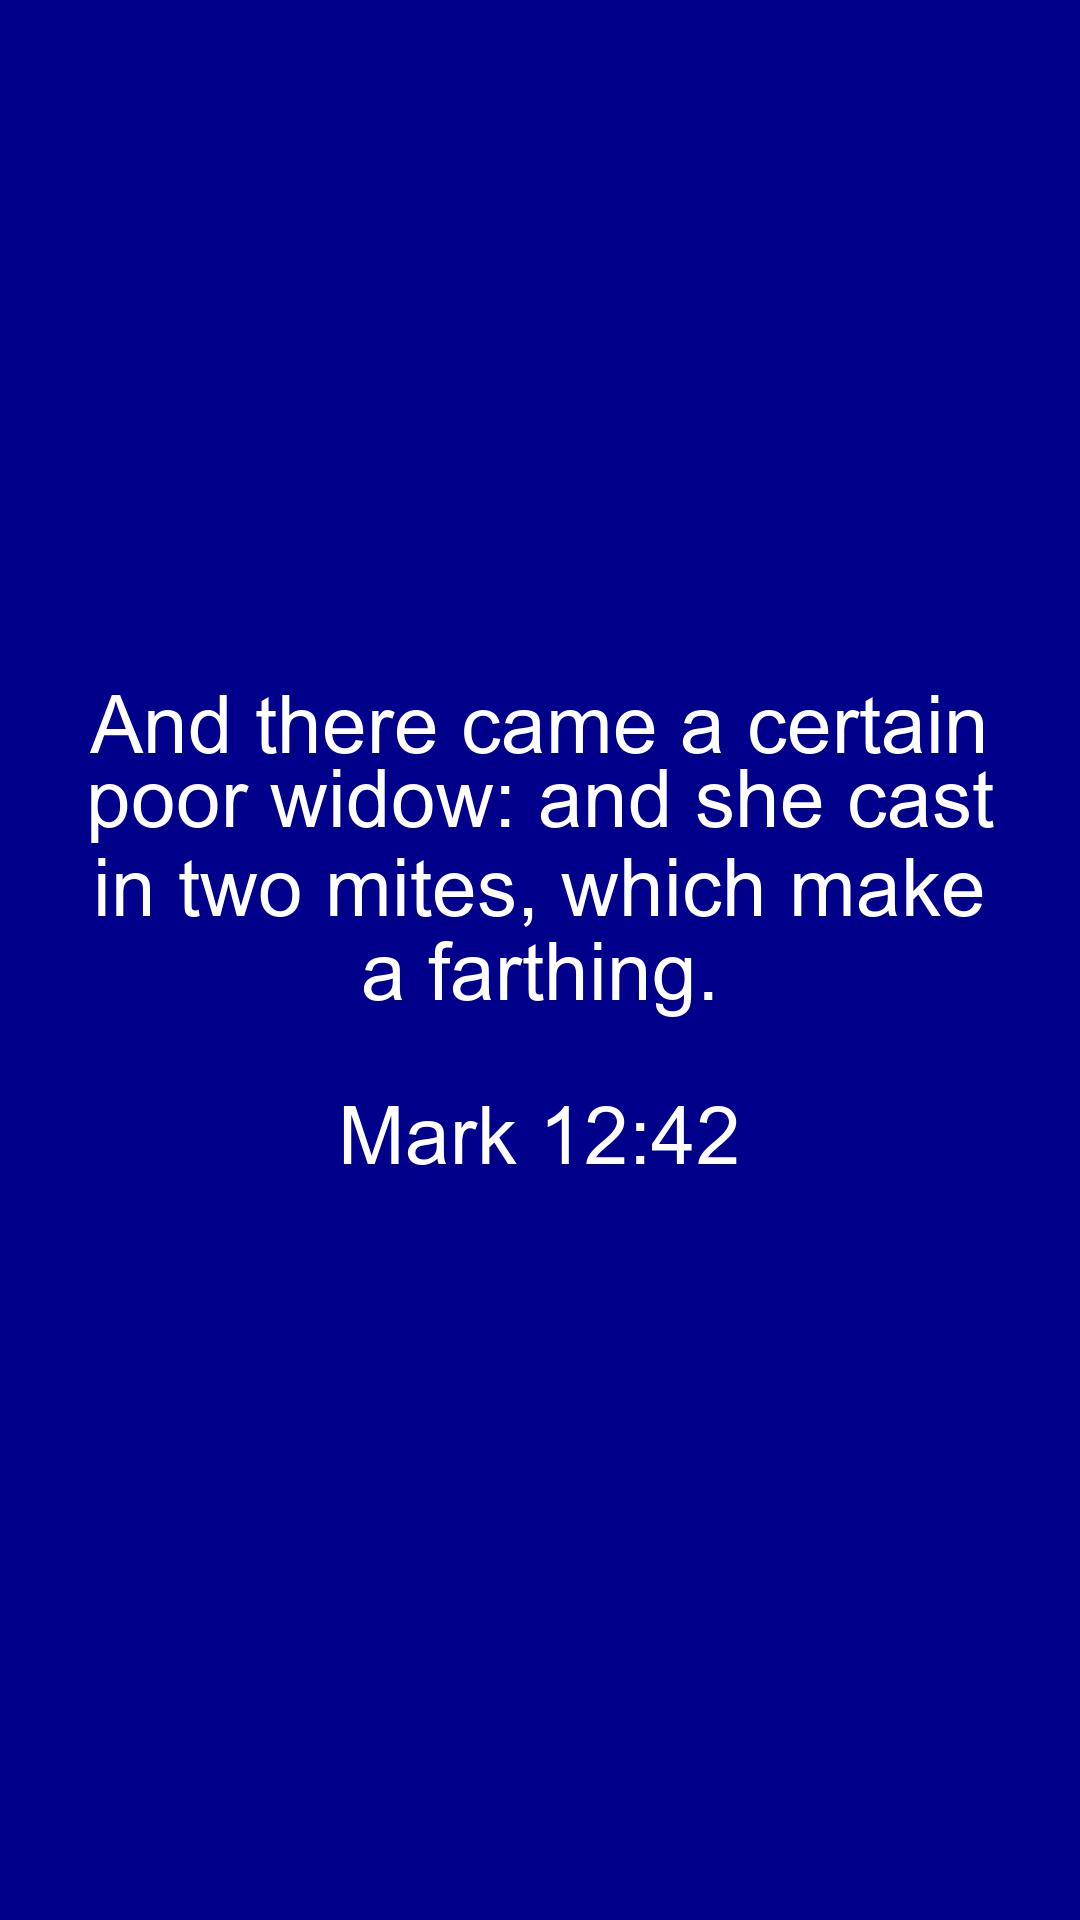 And there came a certain
poor widow: and she cast
in two mites, which make
a farthing.
Mark 12:42